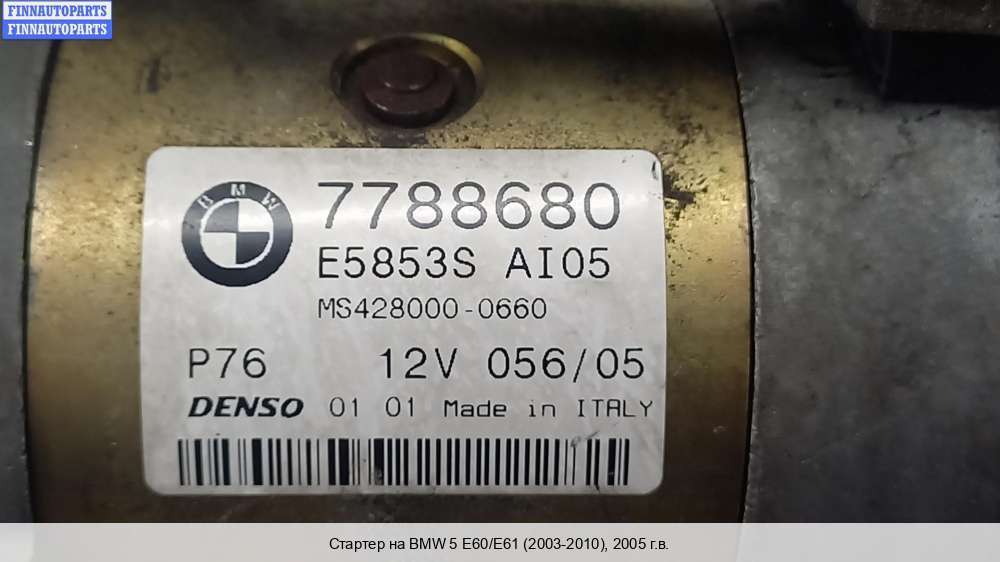 FINNAUTOPARTS
FINNAUTOPARTS
BMW
7788680
E5853S AI05
MS428000-0660
P76 12V 056/05
DENSO 01 01 Made in ITALY
Стартер на BMW 5 E60/E61 (2003-2010), 2005 г.в.